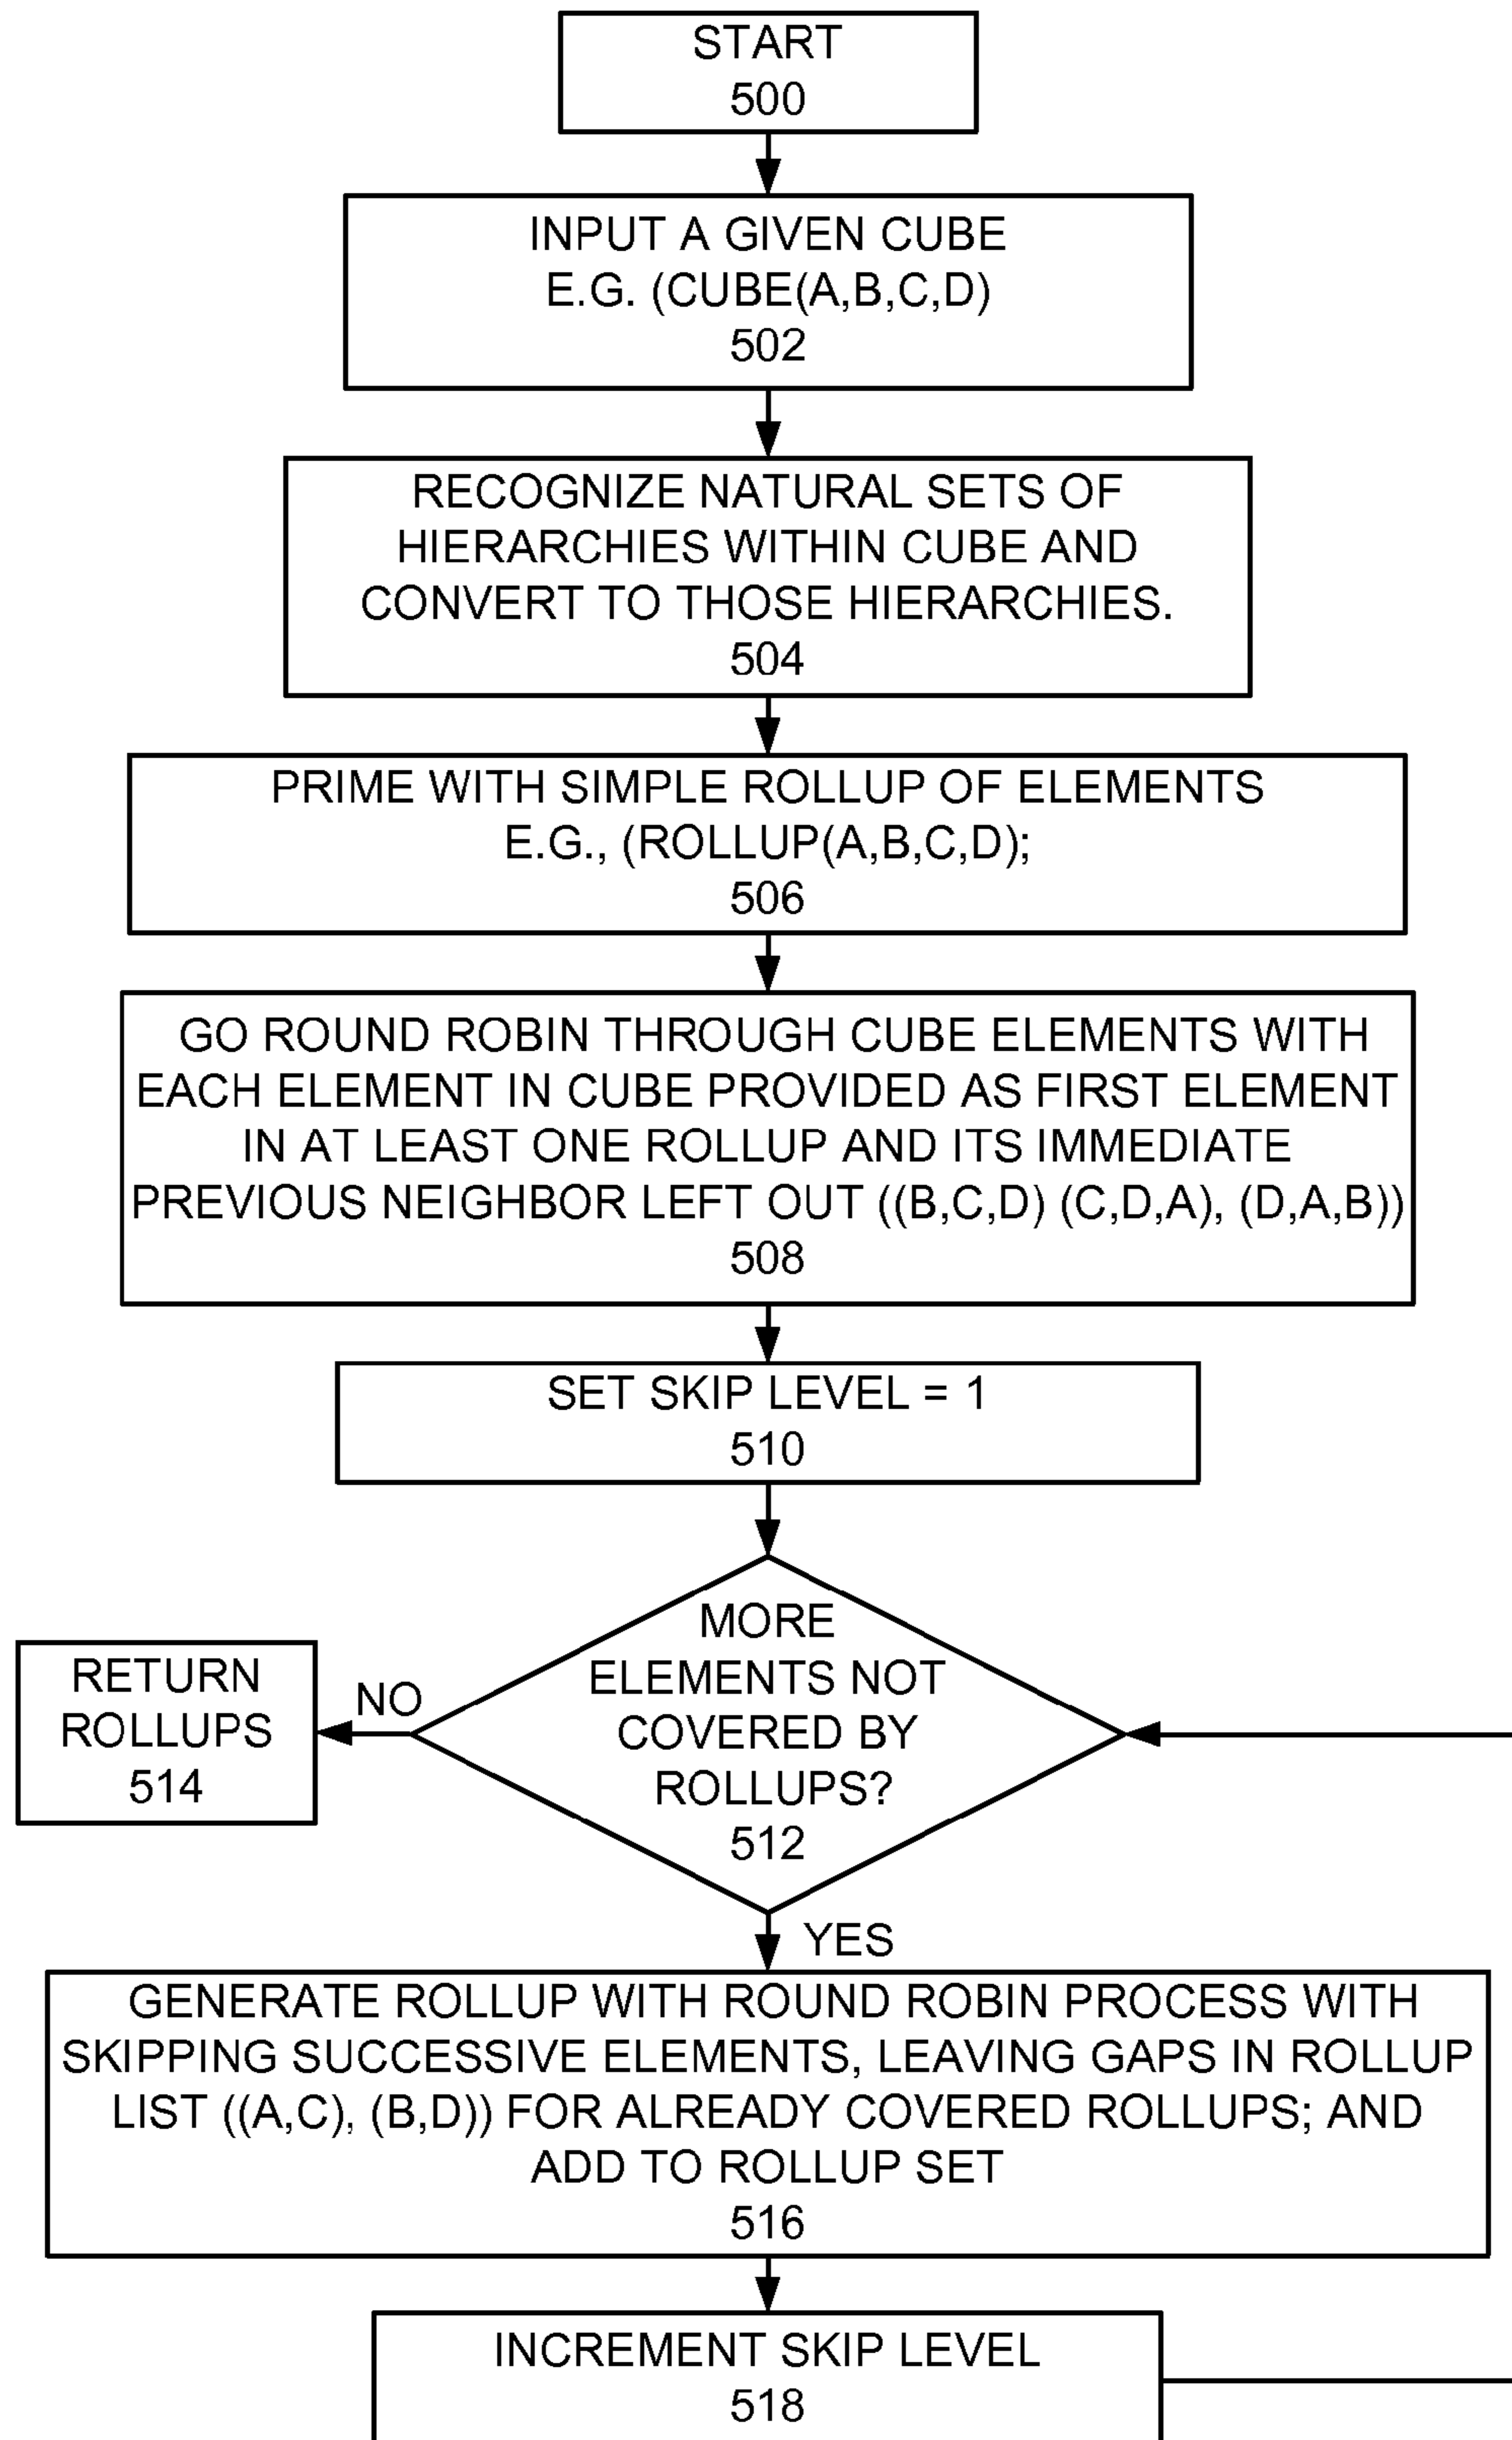 START
500
INPUT A GIVEN CUBE
E.G. (CUBE(A,B,C,D)
502
RECOGNIZE NATURAL SETS OF
HIERARCHIES WITHIN CUBE AND
CONVERT TO THOSE HIERARCHIES.
504
PRIME WITH SIMPLE ROLLUP OF ELEMENTS
E.G., (ROLLUP(A,B,C,D);
506
GO ROUND ROBIN THROUGH CUBE ELEMENTS WITH
EACH ELEMENT IN CUBE PROVIDED AS FIRST ELEMENT
IN AT LEAST ONE ROLLUP AND ITS IMMEDIATE
PREVIOUS NEIGHBOR LEFT OUT ((B,C,D) (C,D,A), (D,A,B))
508
SET SKIP LEVEL = 1
510
MORE
ELEMENTS NOT
COVERED BY
ROLLUPS?
512
NO
RETURN
ROLLUPS
514
YES
GENERATE ROLLUP WITH ROUND ROBIN PROCESS WITH
SKIPPING SUCCESSIVE ELEMENTS, LEAVING GAPS IN ROLLUP
LIST ((A,C), (B,D)) FOR ALREADY COVERED ROLLUPS; AND
ADD TO ROLLUP SET
516
INCREMENT SKIP LEVEL
518